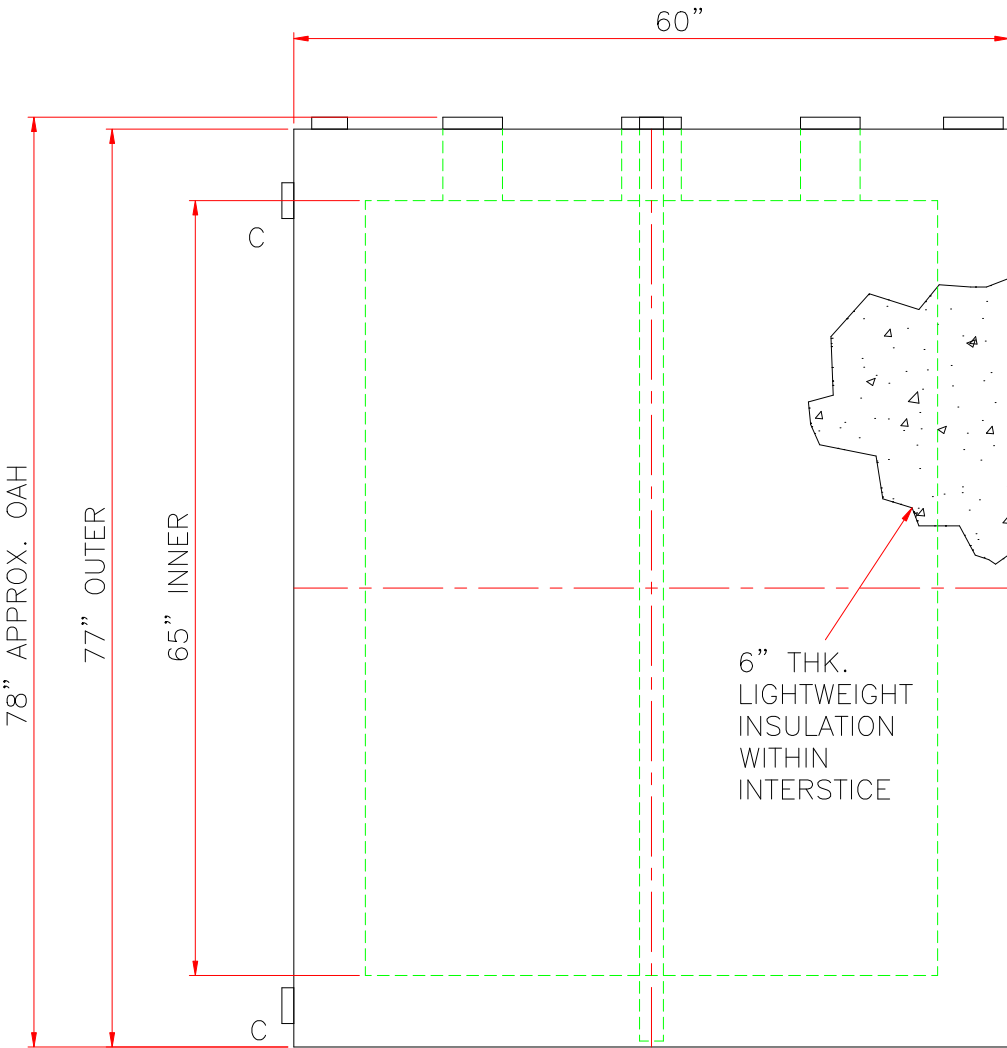 60”
C
78” APPROX. OAH
77” OUTER
65” INNER
6” THK.
LIGHTWEIGHT
INSULATION
WITHIN
INTERSTICE
C